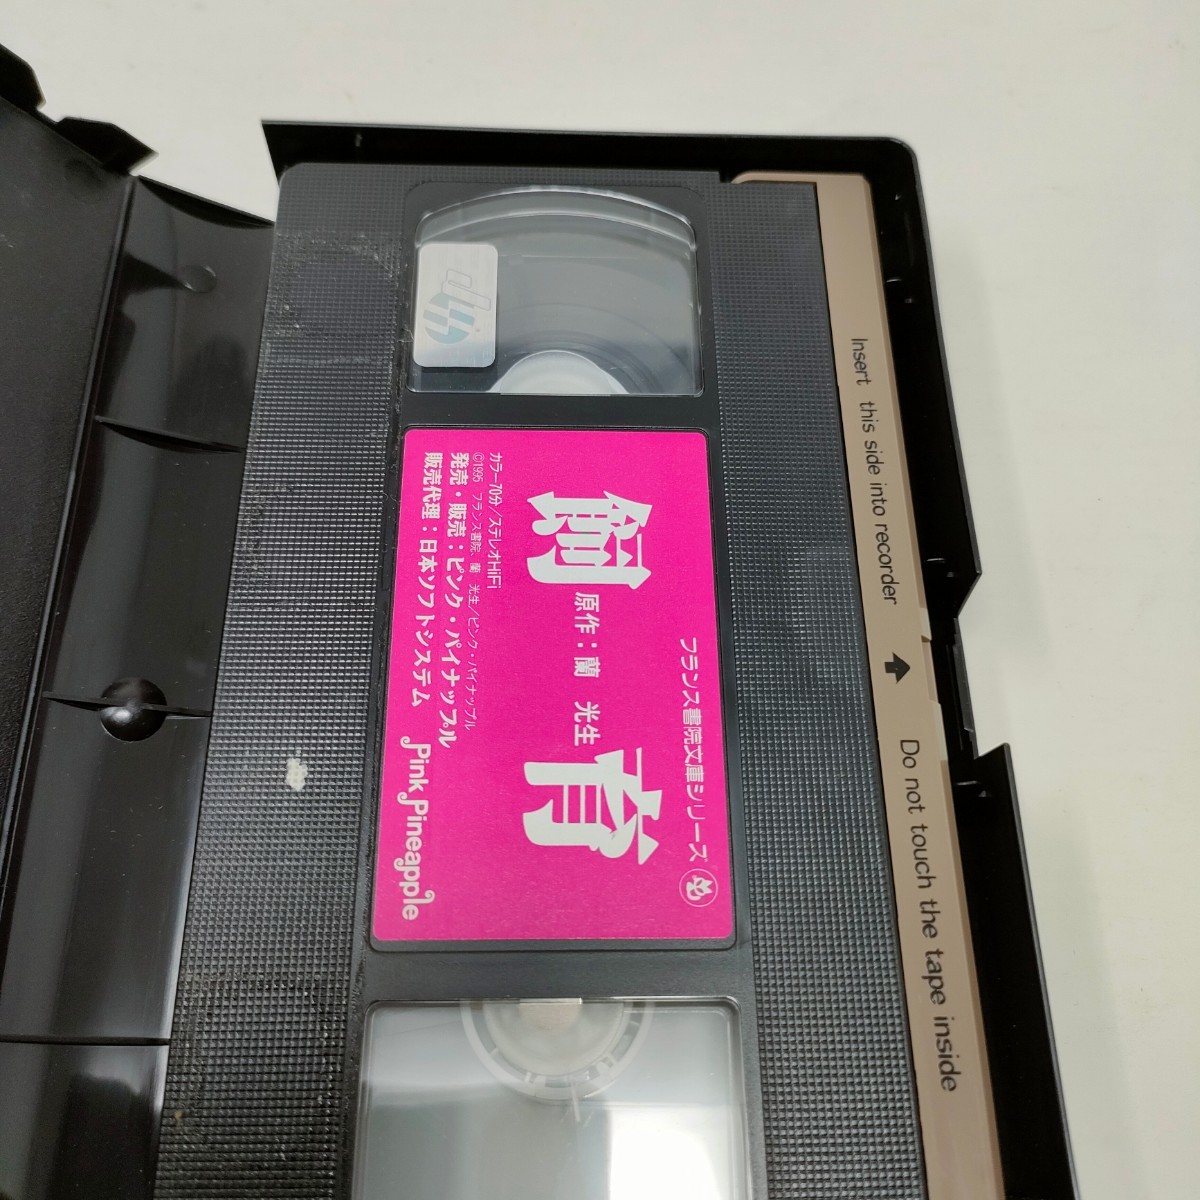 フランス書院文庫シリーズ
飼育
原作：蘭 光生
カラー70分/ステレオHiFi
©1995 フランス書院、蘭 光生/ピンク・パイナップル
発売・販売：ピンク・パイナップル
販売代理：日本ソフトシステム
Pink Pineapple
Insert this side into recorder
Do not touch the tape inside